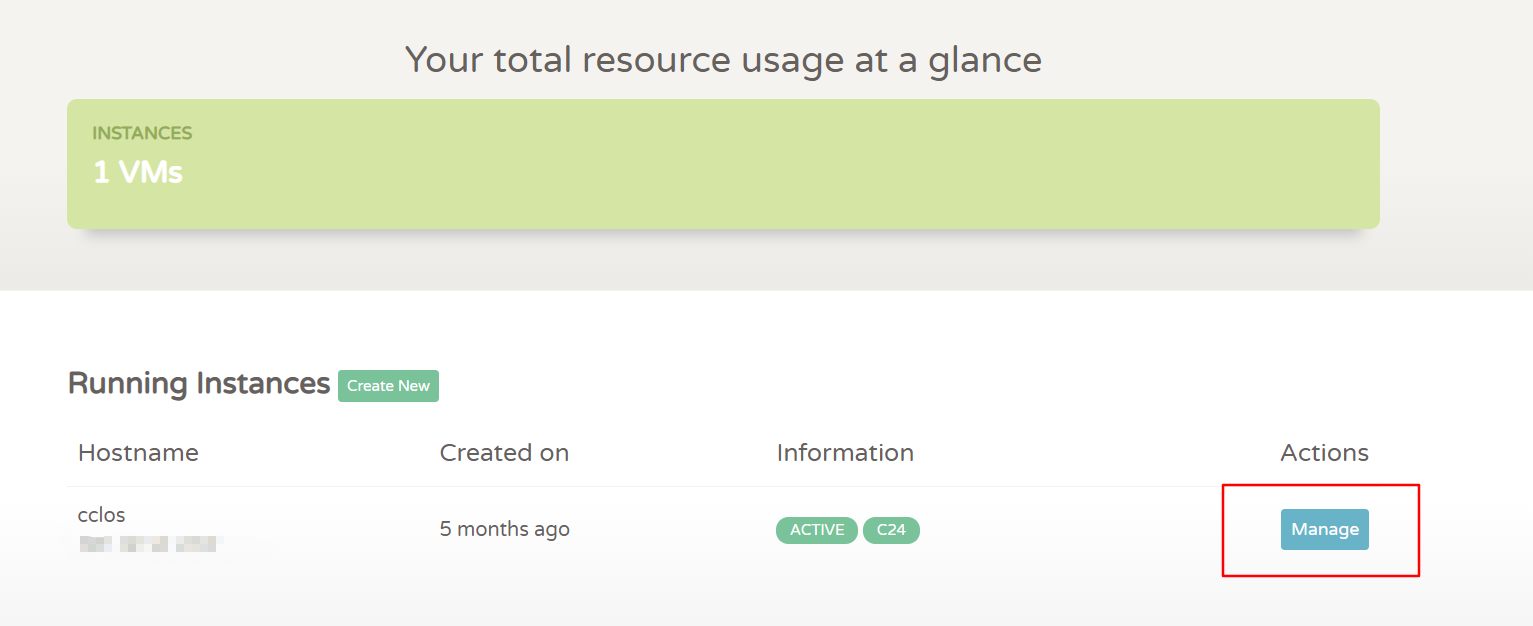 Your total resource usage at a glance
INSTANCES
1 VMs
Running Instances Create New
Hostname Created on Information Actions
cclos
5 months ago ACTIVE C24 Manage